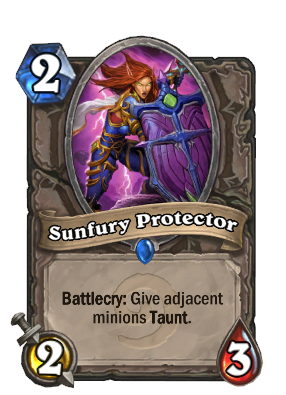 2
Sunfury Protector
Battlecry: Give adjacent
minions Taunt.
2
3